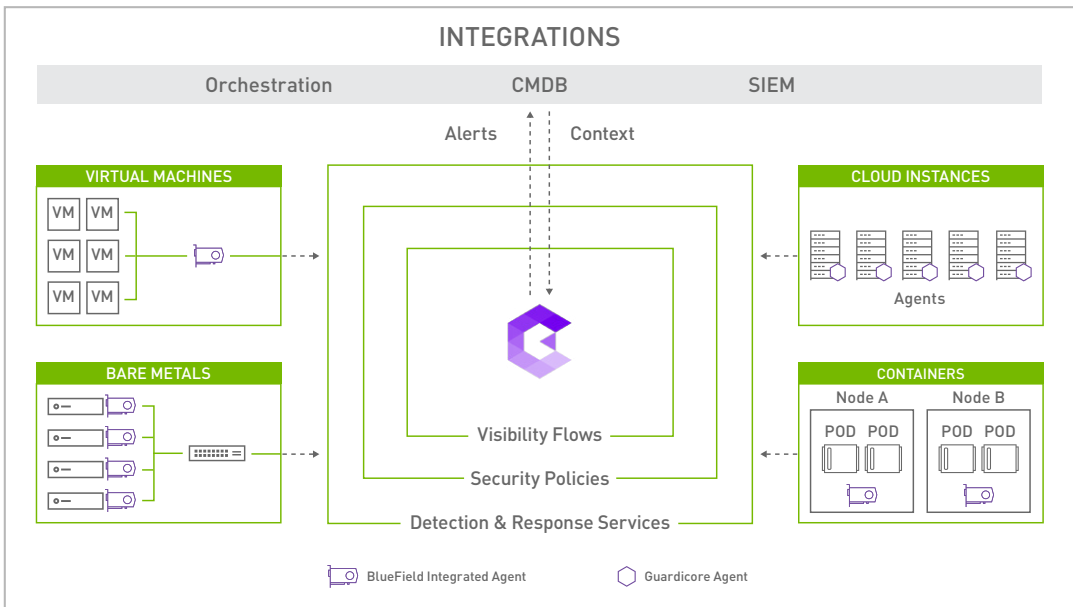 INTEGRATIONS
Orchestration CMDB SIEM
Alerts Context
VIRTUAL MACHINES
VM VM
VM VM
VM VM
BARE METALS
Visibility Flows
Security Policies
Detection & Response Services
CLOUD INSTANCES
Agents
CONTAINERS
Node A Node B
POD POD POD POD
BlueField Integrated Agent Guardicore Agent